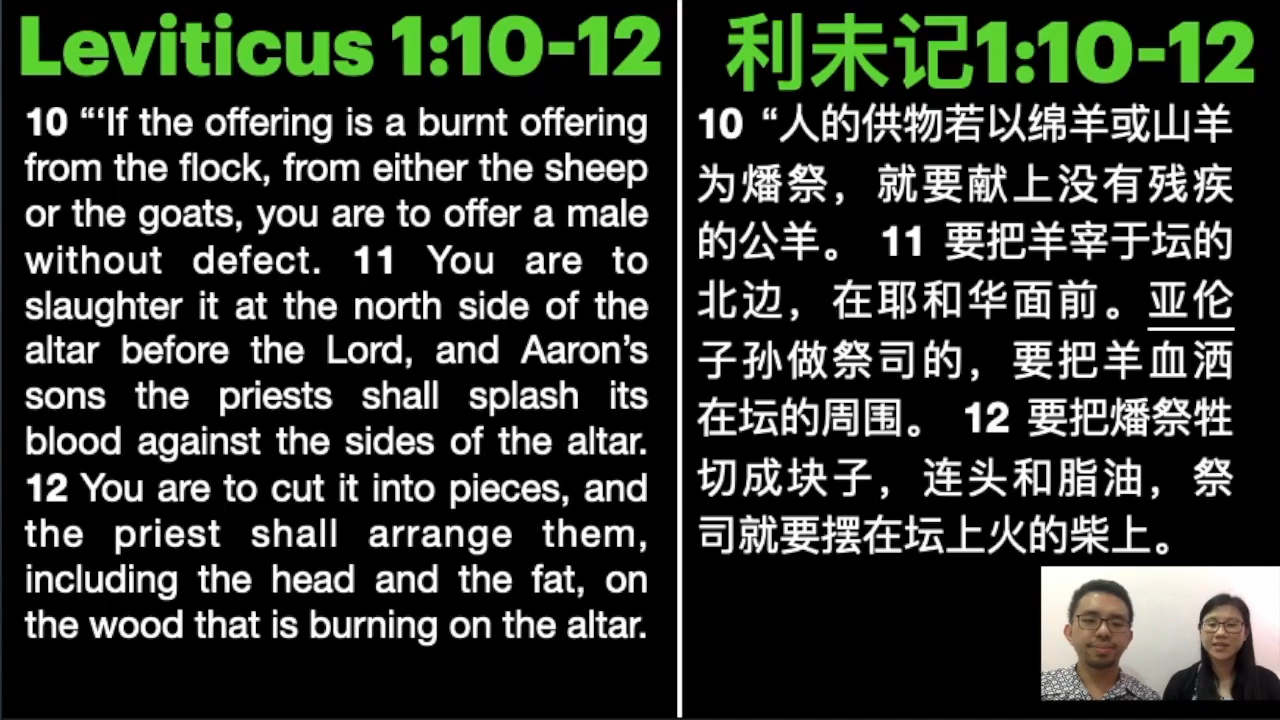 Leviticus 1:10-12
10 “‘If the offering is a burnt offering
from the flock, from either the sheep
or the goats, you are to offer a male
without defect. 11 You are to
slaughter it at the north side of the
altar before the Lord, and Aaron’s
sons the priests shall splash its
blood against the sides of the altar.
12 You are to cut it into pieces, and
the priest shall arrange them,
including the head and the fat, on
the wood that is burning on the altar.
利未记1:10-12
10 “人的供物若以绵羊或山羊
为燔祭，就要献上没有残疾
的公羊。 11 要把羊宰于坛的
北边，在耶和华面前。亚伦
子孙做祭司的，要把羊血洒
在坛的周围。 12 要把燔祭牲
切成块子，连头和脂油，祭
司就要摆在坛上火的柴上。